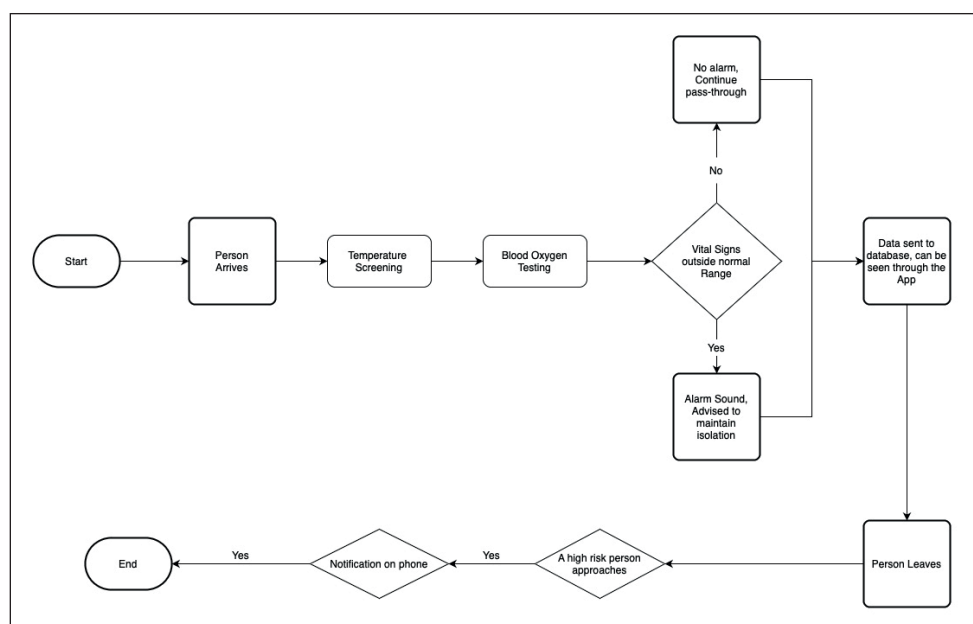 Start
Person
Arrives
Temperature
Screening
Blood Oxygen
Testing
Vital Signs
outside normal
Range
No
No alarm,
Continue
pass-through
Yes
Alarm Sound,
Advised to
maintain
isolation
Data sent to
database, can be
seen through the
App
Person Leaves
A high risk person
approaches
Yes
Notification on phone
Yes
End